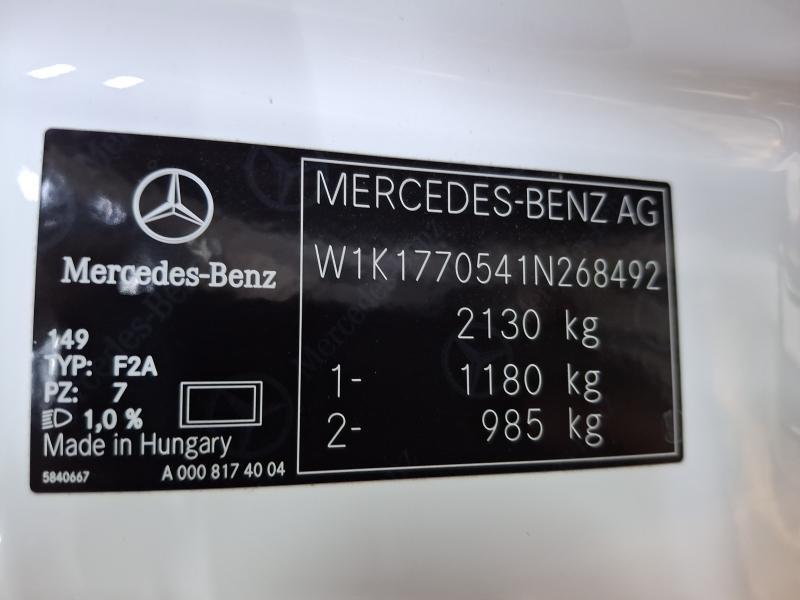 Mercedes-Benz
149
TYP: F2A
PZ: 7
1,0 %
Made in Hungary
5840667
A 000 817 40 04
MERCEDES-BENZ AG
W1K1770541N268492
2130 kg
1- 1180 kg
2- 985 kg